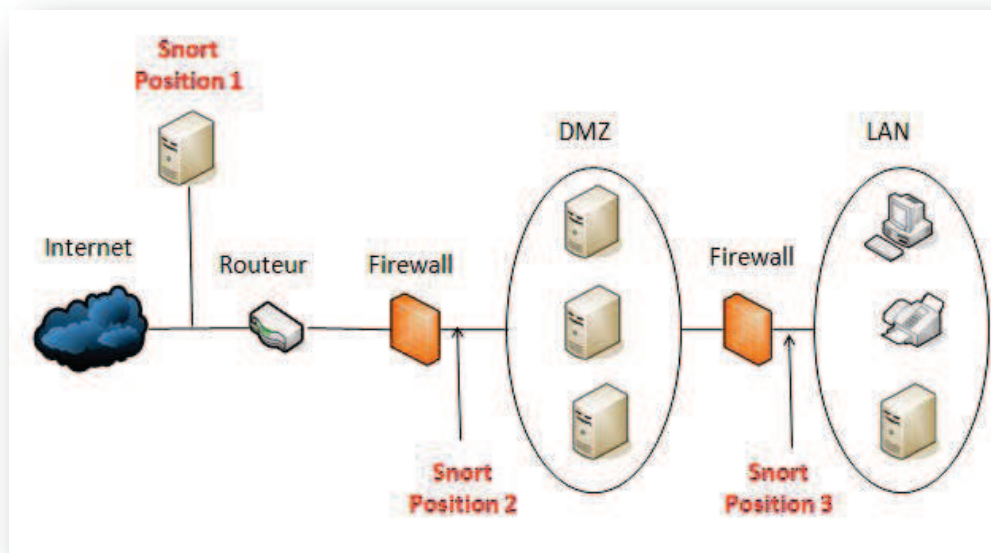 Snort
Position 1
DMZ
LAN
Internet
Routeur
Firewall
Firewall
Snort
Position 2
Snort
Position 3